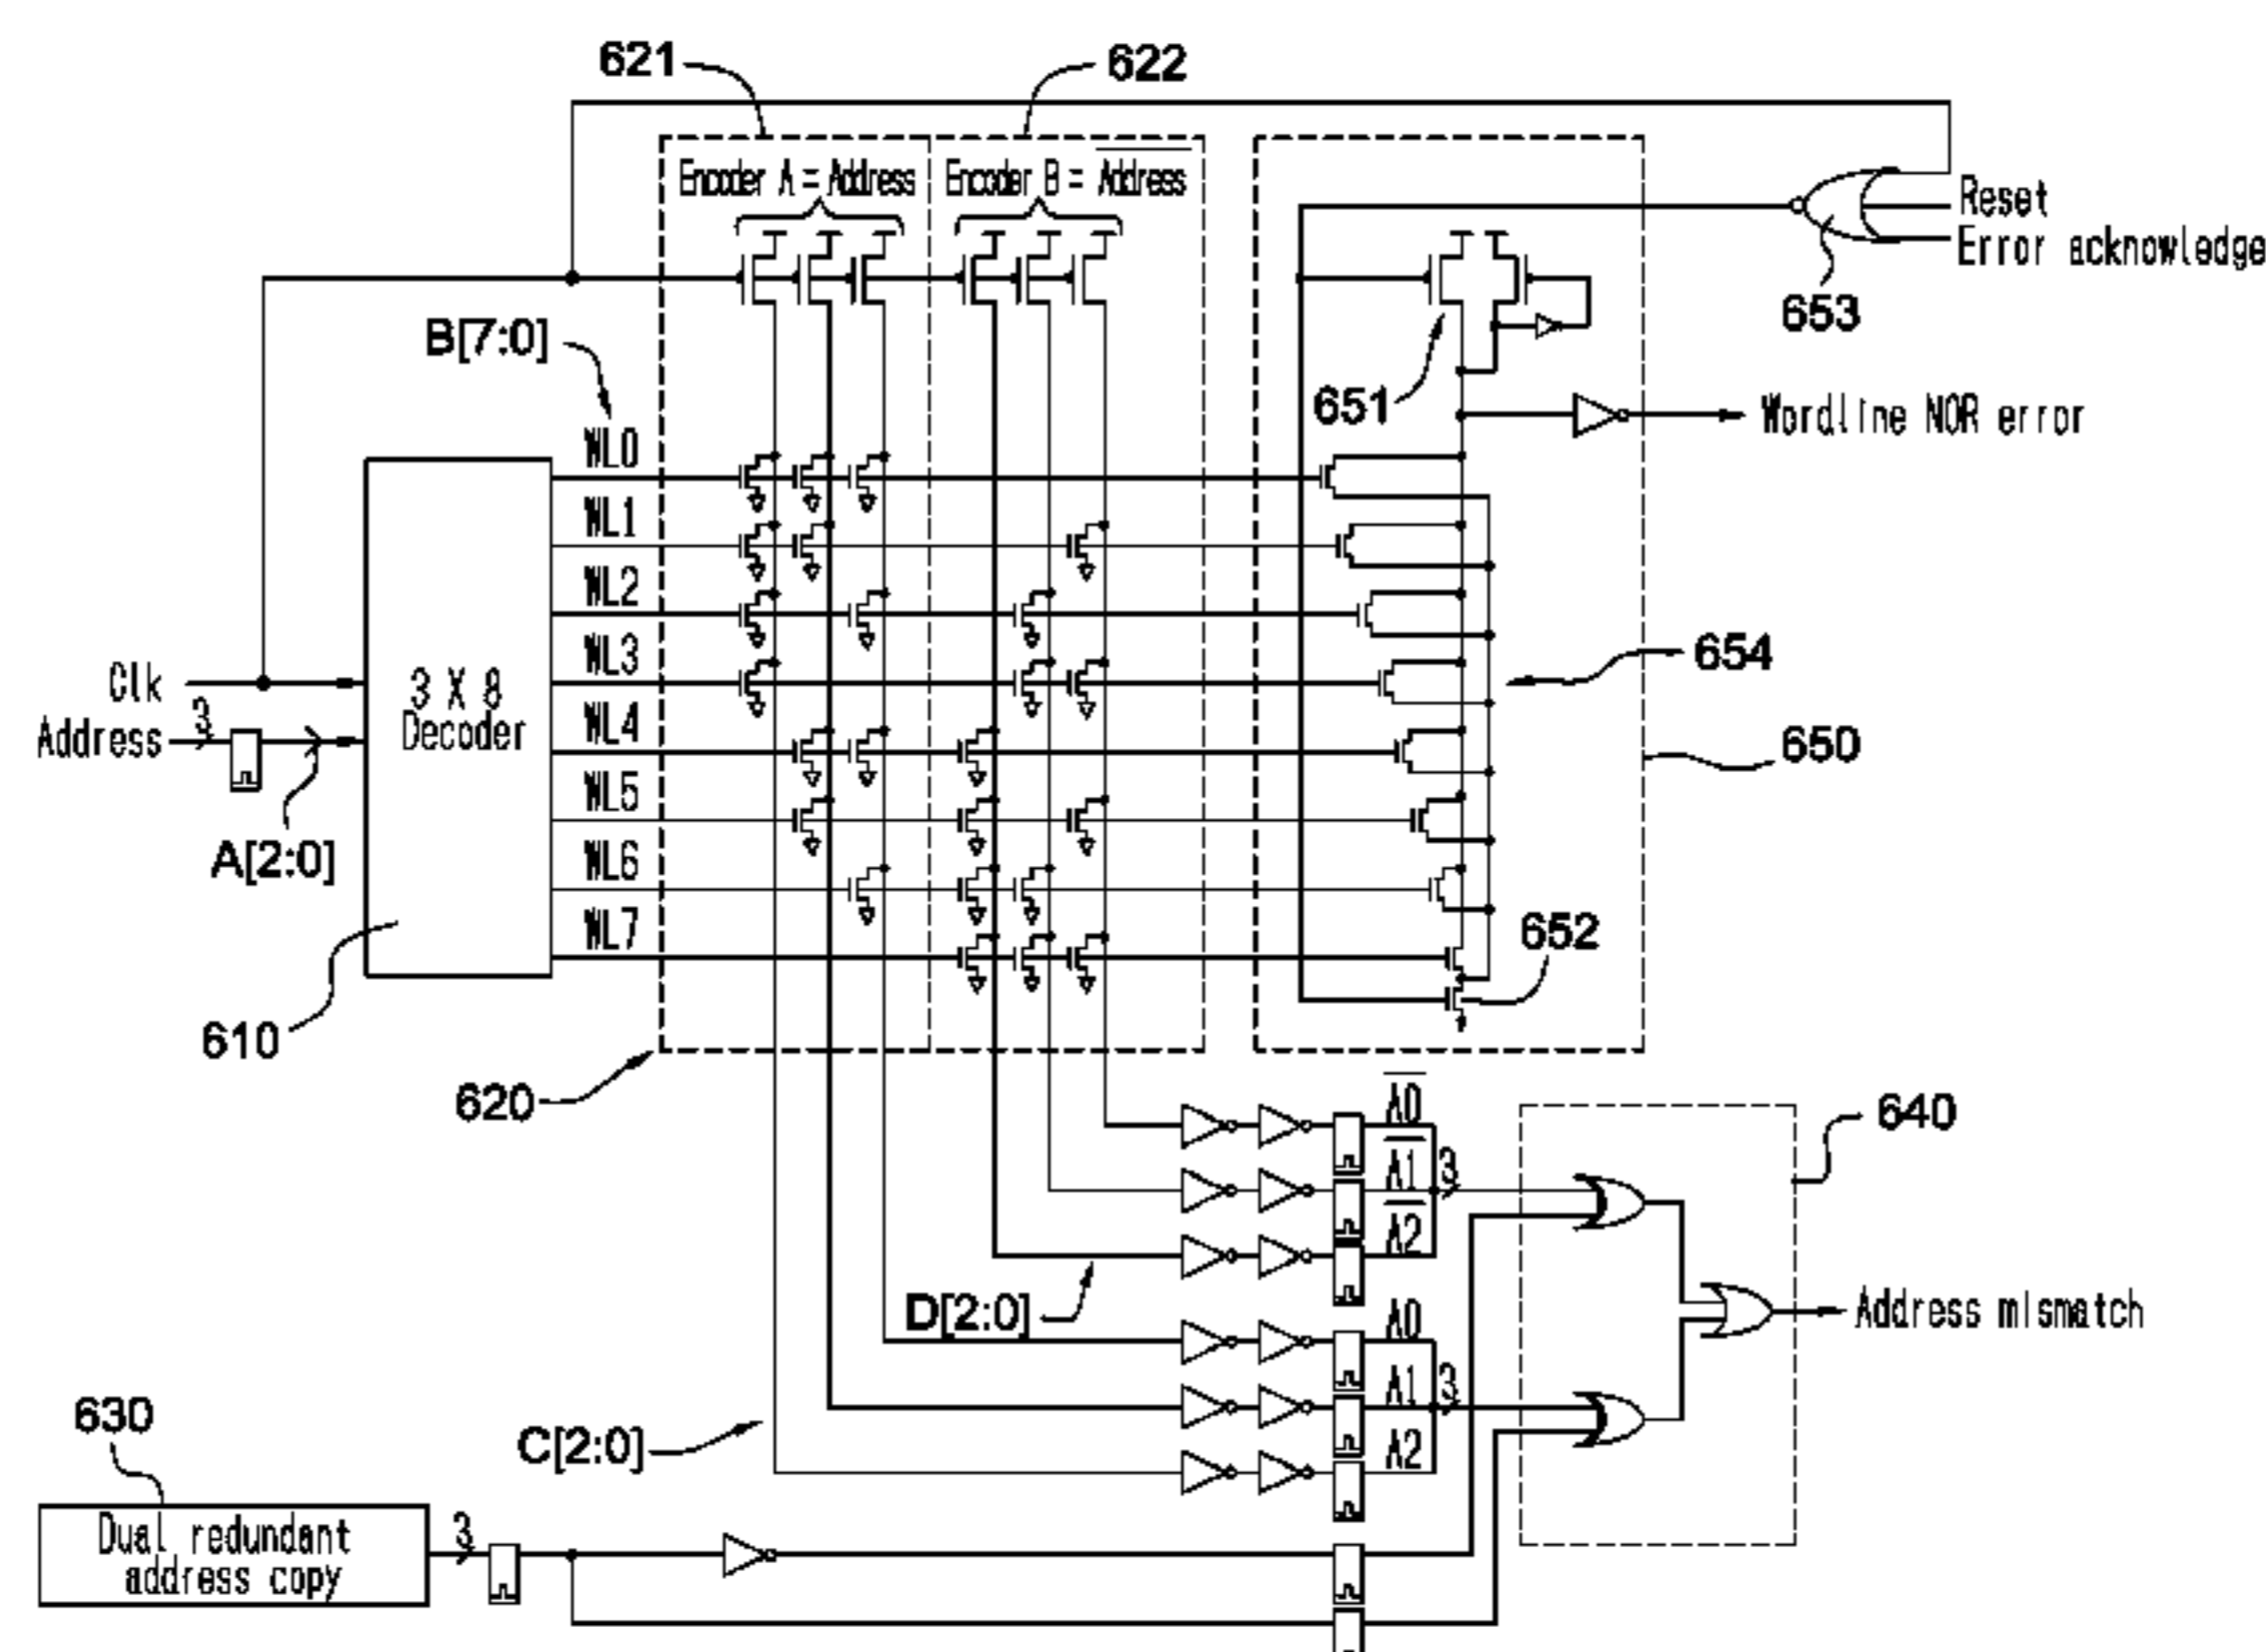 621
622
Encoder A = Address
Encoder B = Address
Reset
Error acknowledge
653
B[7:0]
651
Wordline NOR error
WL0
WL1
WL2
WL3
WL4
WL5
WL6
WL7
Clk
3
Address
3 X 8
Decoder
654
650
A[2:0]
652
610
620
A0
A1
3
A2
640
D[2:0]
A0
A1
3
A2
Address mismatch
630
C[2:0]
Dual redundant
address copy
3